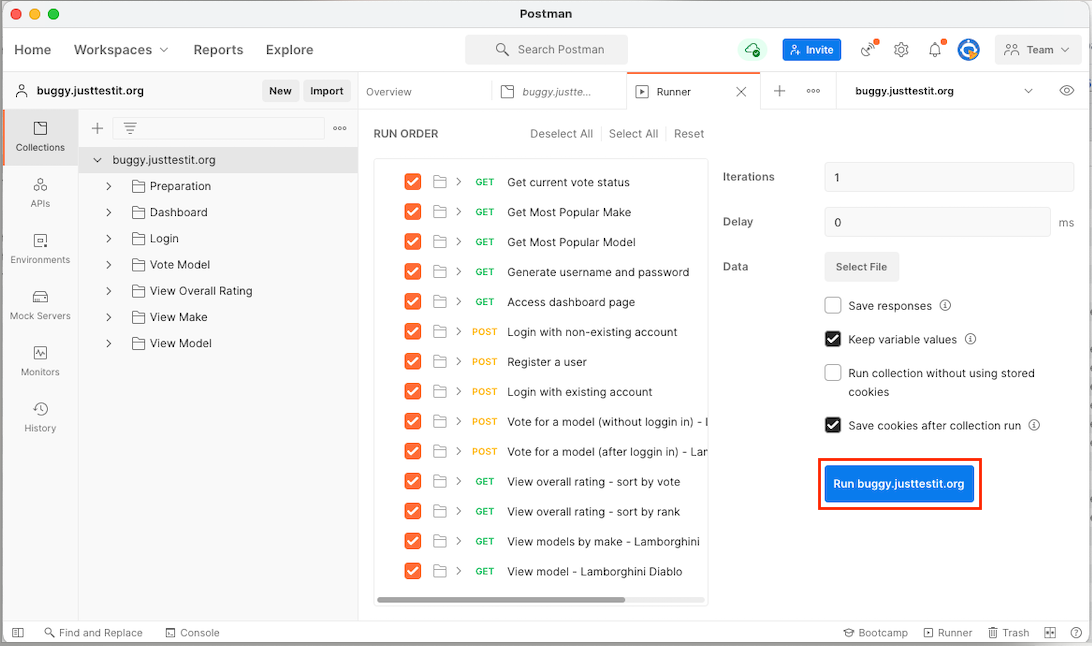 Postman
Home Workspaces Reports Explore Search Postman Invite Team
buggy.justtestit.org New Import Overview buggy.justte... Runner buggy.justtestit.org
Collections
APIs
Environments
Mock Servers
Monitors
History
buggy.justtestit.org
Preparation
Dashboard
Login
Vote Model
View Overall Rating
View Make
View Model
RUN ORDER Deselect All Select All Reset
GET Get current vote status
GET Get Most Popular Make
GET Get Most Popular Model
GET Generate username and password
GET Access dashboard page
POST Login with non-existing account
POST Register a user
POST Login with existing account
POST Vote for a model (without loggin in) - l
POST Vote for a model (after loggin in) - Lar
GET View overall rating - sort by vote
GET View overall rating - sort by rank
GET View models by make - Lamborghini
GET View model - Lamborghini Diablo
Iterations 1
Delay 0 ms
Data Select File
Save responses
Keep variable values
Run collection without using stored
cookies
Save cookies after collection run
Run buggy.justtestit.org
Find and Replace Console Bootcamp Runner Trash